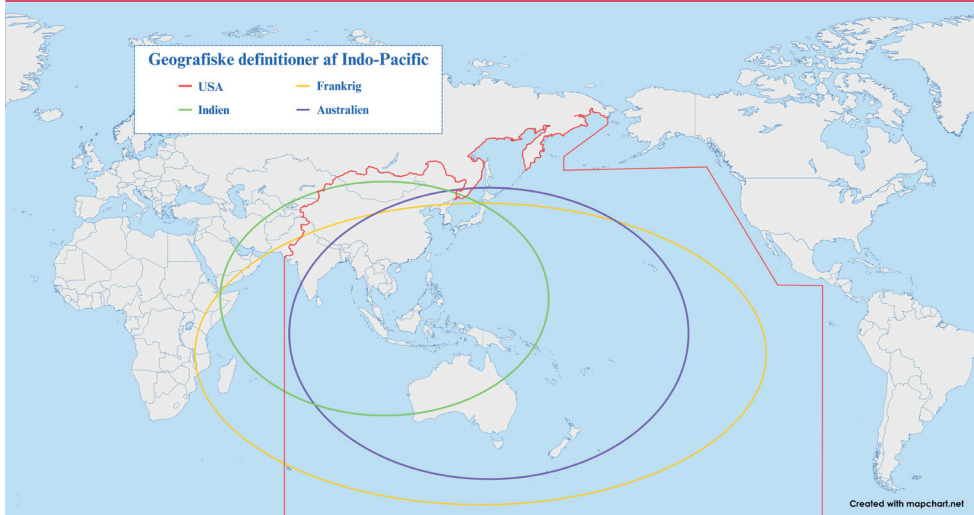 Geografiske definitioner af Indo-Pacific
USA
Frankrig
Indien
Australien
Created with mapchart.net